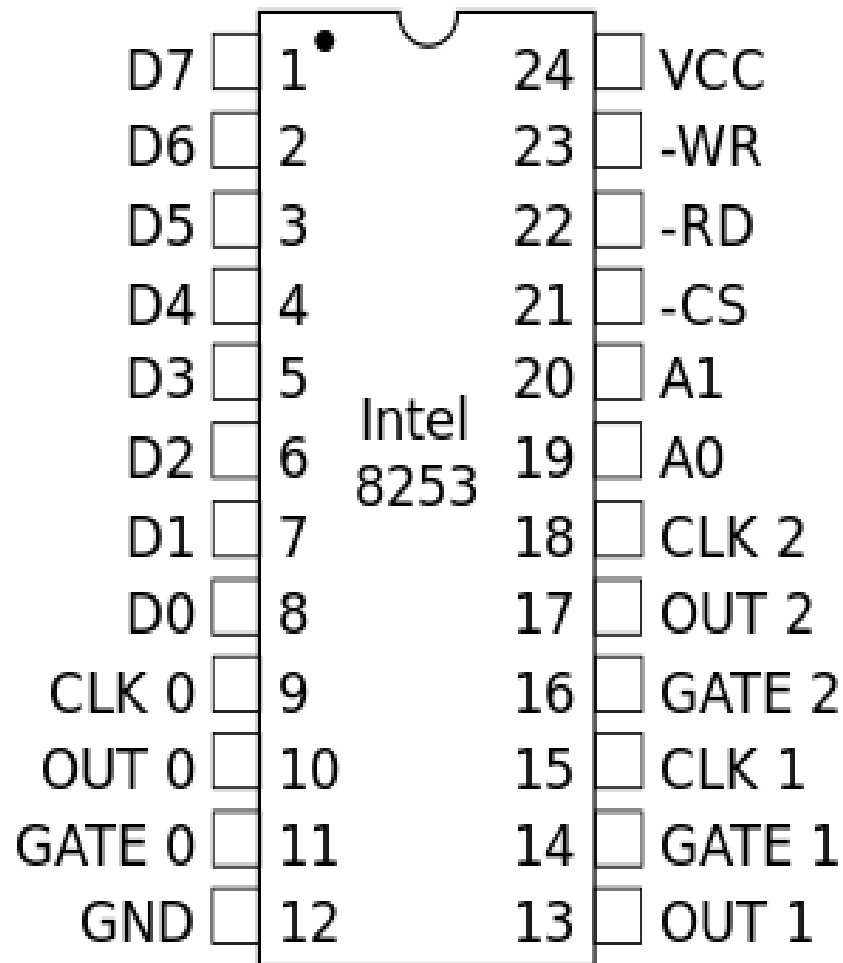 D7 1 24 VCC
D6 2 23 -WR
D5 3 22 -RD
D4 4 21 -CS
D3 5 20 A1
Intel
D2 6 19 A0
8253
D1 7 18 CLK 2
D0 8 17 OUT 2
CLK 0 9 16 GATE 2
OUT 0 10 15 CLK 1
GATE 0 11 14 GATE 1
GND 12 13 OUT 1